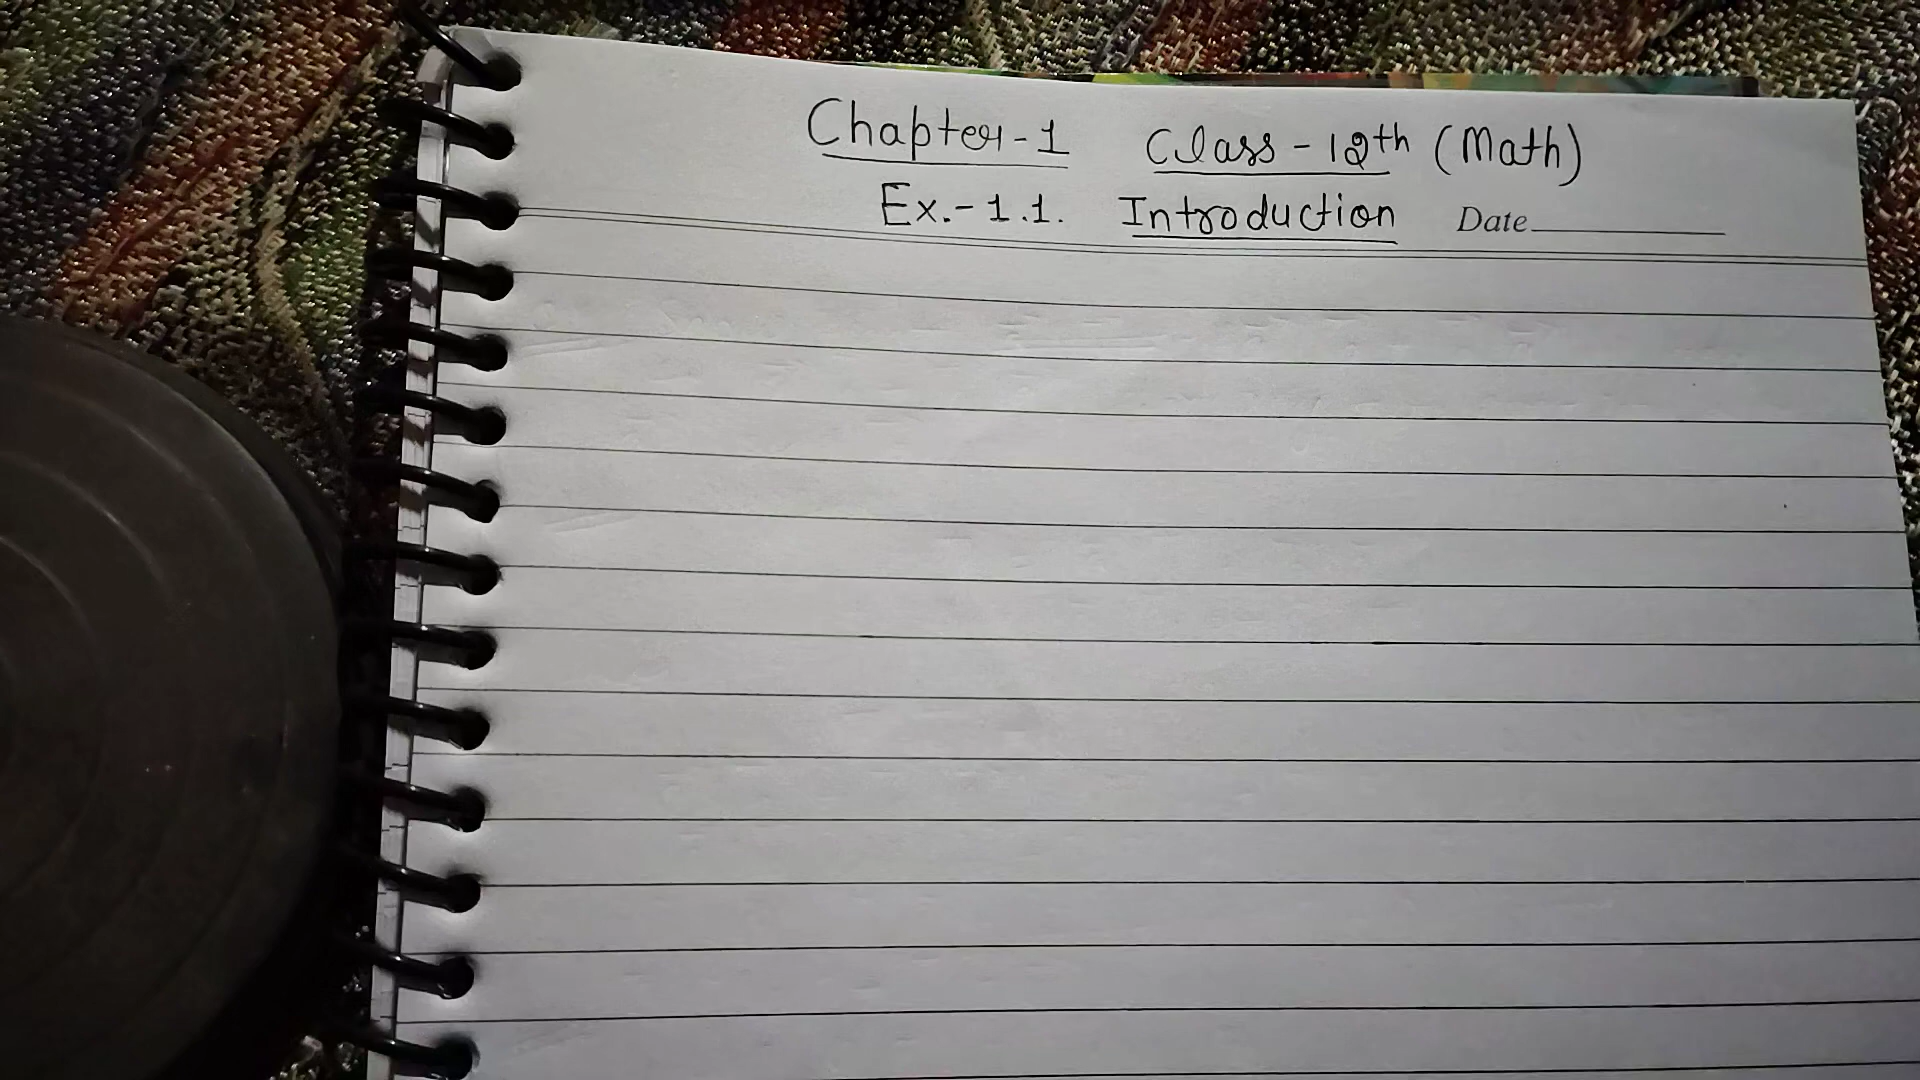 Chapter-1 Class-12th (Math)
Ex.-1.1. Introduction Date